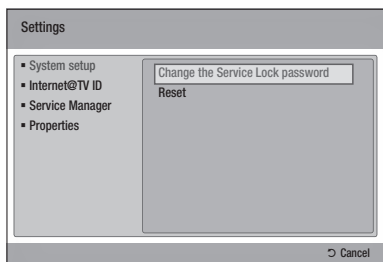 Settings
▪ System setup
▪ Internet@TV ID
▪ Service Manager
▪ Properties
Change the Service Lock password
Reset
⮌ Cancel